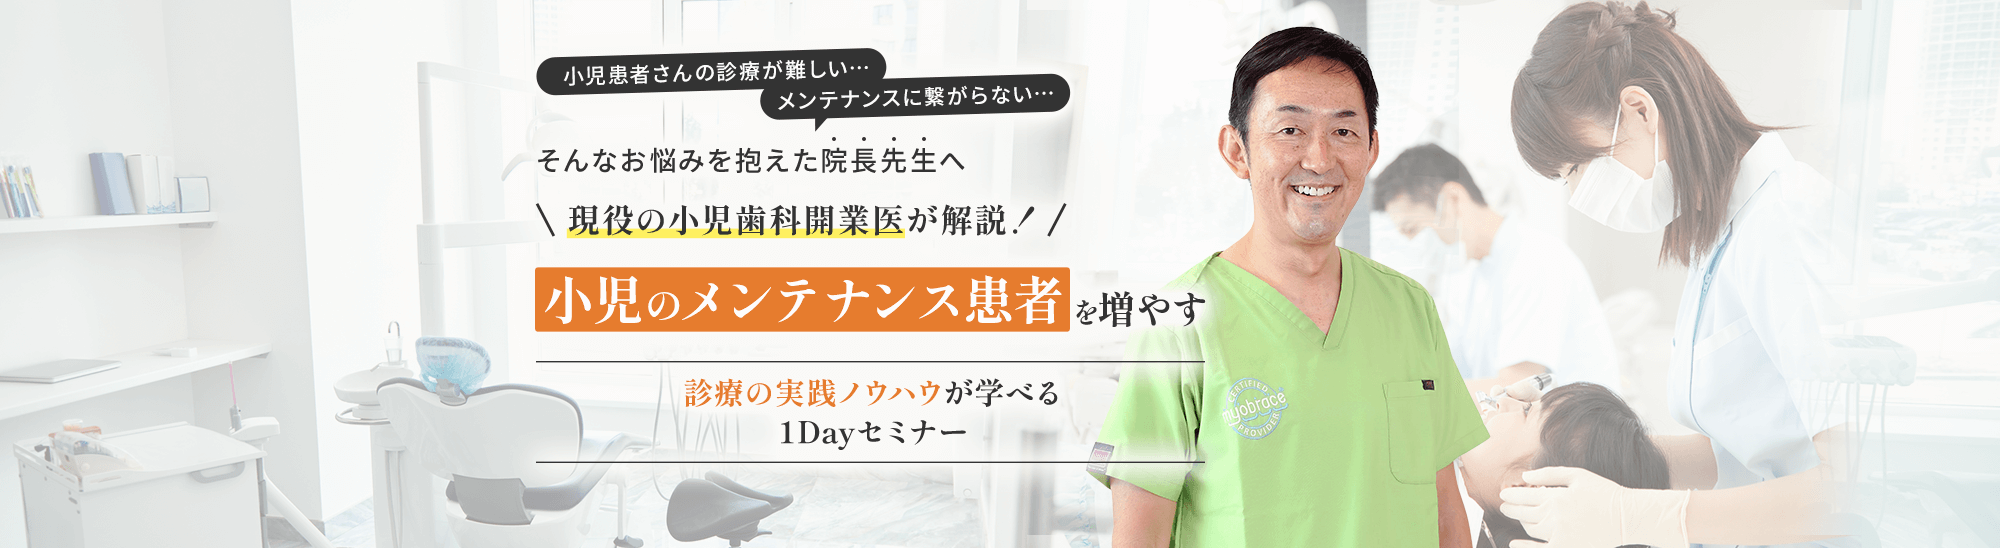 小児患者さんの診療が難しい…
メンテナンスに繋がらない…
そんなお悩みを抱えた院長先生へ
\ 現役の小児歯科開業医が解説！ /
小児のメンテナンス患者を増やす
診療の実践ノウハウが学べる
1Dayセミナー
CERTIFIED
myobrace
PROVIDER